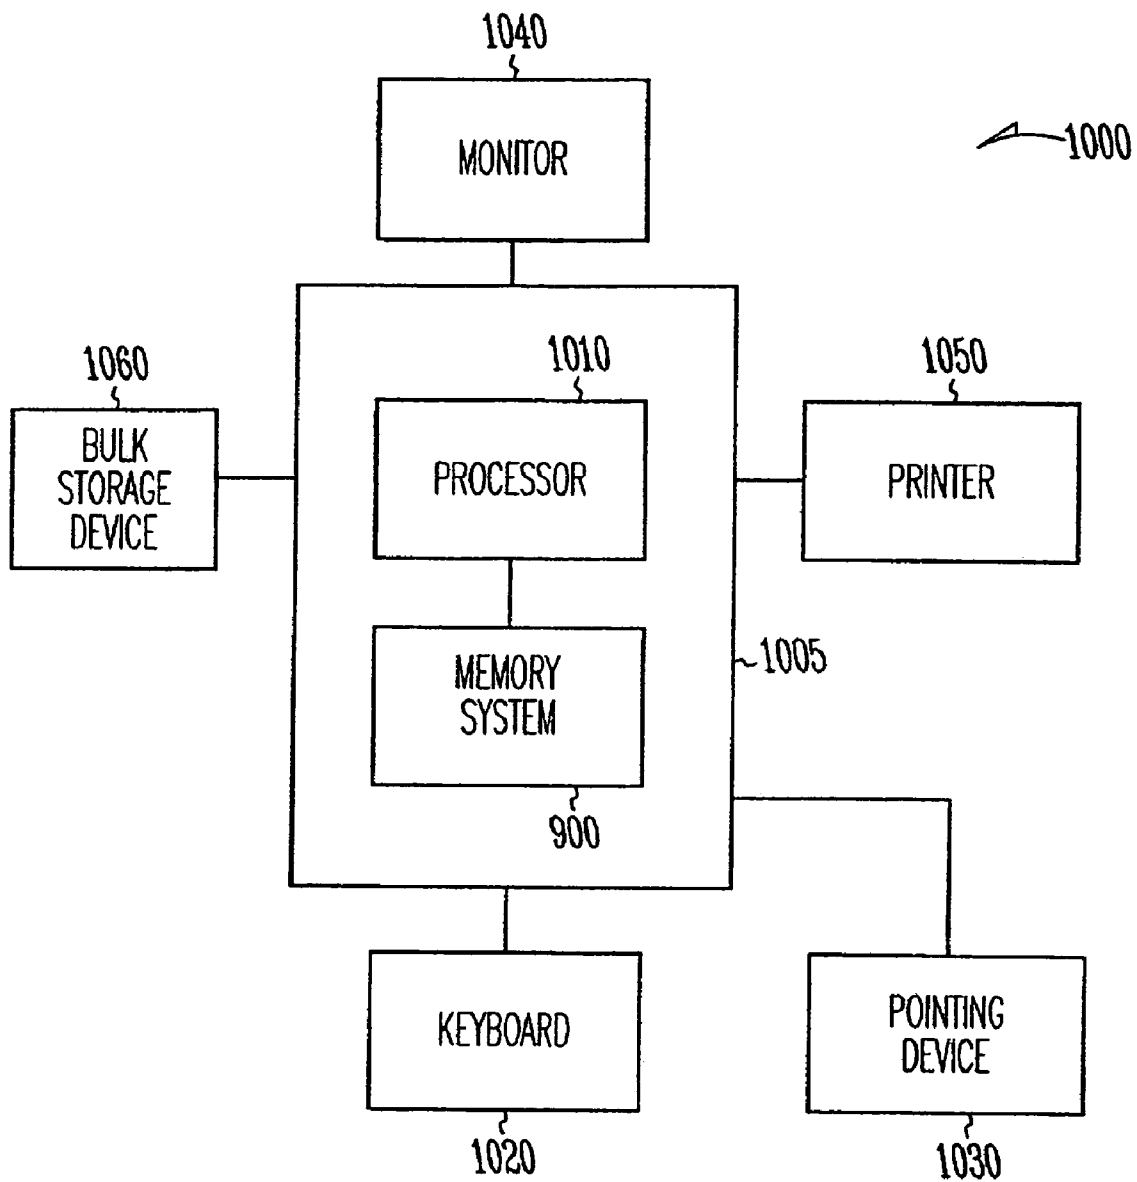 1040
MONITOR
1000
1060
BULK
STORAGE
DEVICE
1010
PROCESSOR
1050
PRINTER
MEMORY
SYSTEM
900
1005
KEYBOARD
1020
POINTING
DEVICE
1030